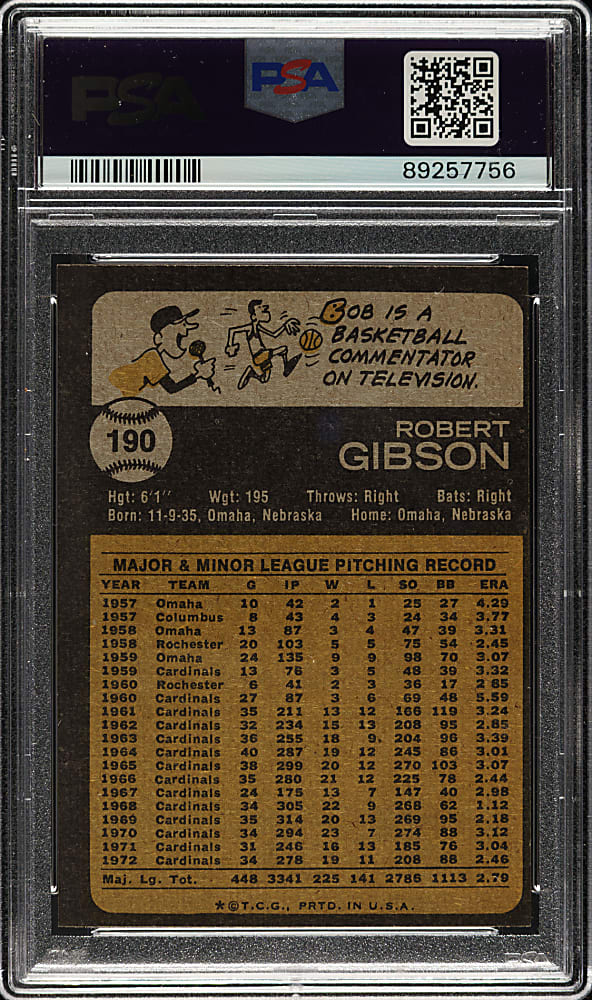 PSA
PSA
89257756
BOB IS A
BASKETBALL
COMMENTATOR
ON TELEVISION.
190
ROBERT
GIBSON
Hgt: 6'1" Wgt: 195 Throws: Right Bats: Right
Born: 11-9-35, Omaha, Nebraska Home: Omaha, Nebraska
MAJOR & MINOR LEAGUE PITCHING RECORD
YEAR TEAM G IP W L SO BB ERA
1957 Omaha 10 42 2 1 25 27 4.29
1957 Columbus 8 43 4 3 24 34 3.77
1958 Omaha 13 87 3 4 47 39 3.31
1958 Rochester 20 103 5 5 75 54 2.45
1959 Omaha 24 135 9 9 98 70 3.07
1959 Cardinals 13 76 3 5 48 39 3.32
1960 Rochester 6 41 2 3 36 17 2.85
1960 Cardinals 27 87 3 6 69 48 5.59
1961 Cardinals 35 211 13 12 166 119 3.24
1962 Cardinals 32 234 15 13 208 95 2.85
1963 Cardinals 36 255 18 9 204 96 3.39
1964 Cardinals 40 287 19 12 245 86 3.01
1965 Cardinals 38 299 20 12 270 103 3.07
1966 Cardinals 35 280 21 12 225 78 2.44
1967 Cardinals 24 175 13 7 147 40 2.98
1968 Cardinals 34 305 22 9 268 62 1.12
1969 Cardinals 35 314 20 13 269 95 2.18
1970 Cardinals 34 294 23 7 274 88 3.12
1971 Cardinals 31 246 16 13 185 76 3.04
1972 Cardinals 34 278 19 11 208 88 2.46
Maj. Lg. Tot. 448 3341 225 141 2786 1113 2.79
*©T.C.G., PRTD. IN U.S.A.